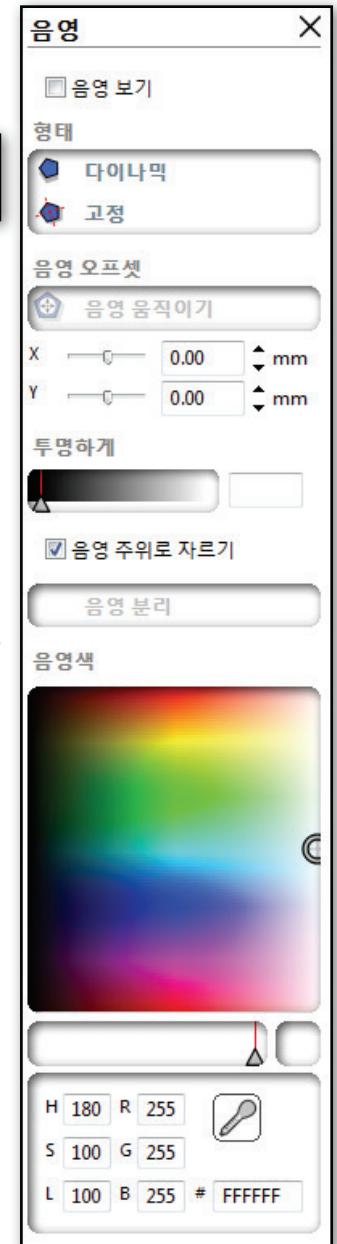 음영
음영 보기
형태
다이나믹
고정
음영 오프셋
음영 움직이기
X 0.00 mm
Y 0.00 mm
투명하게
음영 주위로 자르기
음영 분리
음영색
H 180 R 255
S 100 G 255
L 100 B 255 # FFFFFF